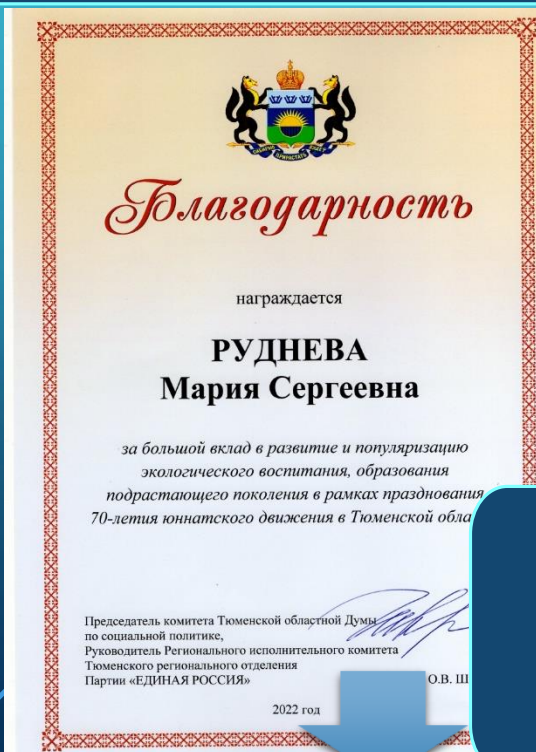 Благодарность
награждается
РУДНЕВА
Мария Сергеевна
за большой вклад в развитие и популяризацию
экологического воспитания, образования
подрастающего поколения в рамках празднования
70-летия юннатского движения в Тюменской
Председатель комитета Тюменской областной Думы
по социальной политике,
Руководитель Регионального исполнительного комитета
Тюменского регионального отделения
Партии «ЕДИНАЯ РОССИЯ»
О.В.
2022 год